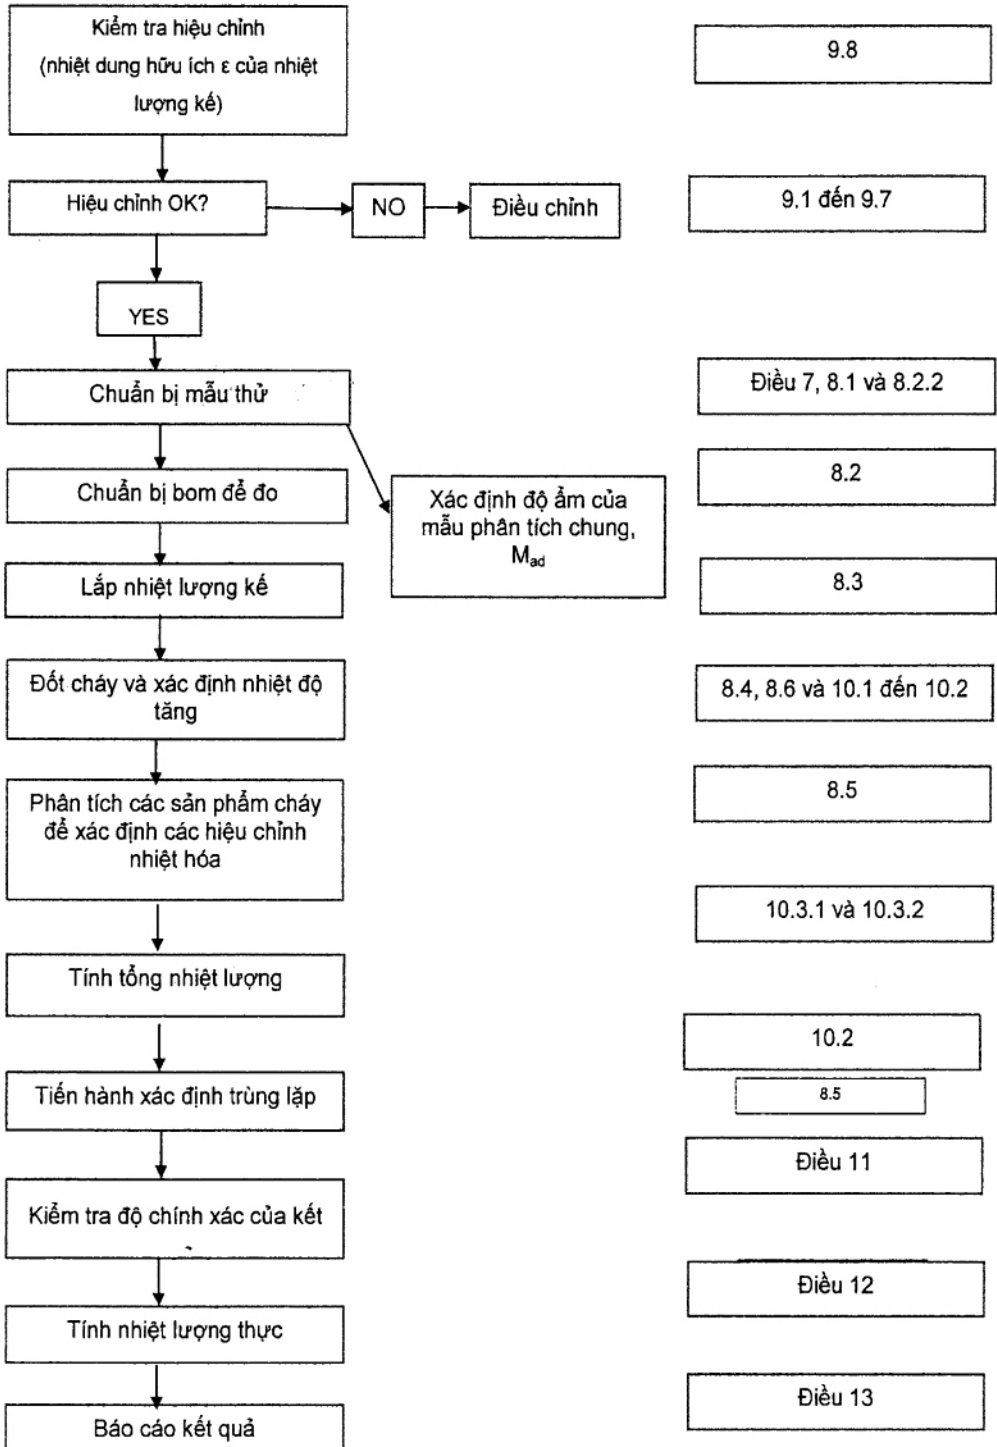 Kiểm tra hiệu chỉnh
(nhiệt dung hữu ích ε của nhiệt
lượng kế)
9.8
Hiệu chỉnh OK?
NO
Điều chỉnh
9.1 đến 9.7
YES
Chuẩn bị mẫu thử
Điều 7, 8.1 và 8.2.2
Chuẩn bị bom để đo
8.2
Xác định độ ẩm của
mẫu phân tích chung,
Mad
Lắp nhiệt lượng kế
8.3
Đốt cháy và xác định nhiệt độ
tăng
8.4, 8.6 và 10.1 đến 10.2
Phân tích các sản phẩm cháy
để xác định các hiệu chỉnh
nhiệt hóa
8.5
10.3.1 và 10.3.2
Tính tổng nhiệt lượng
10.2
Tiến hành xác định trùng lặp
8.5
Điều 11
Kiểm tra độ chính xác của kết
Điều 12
Tính nhiệt lượng thực
Điều 13
Báo cáo kết quả